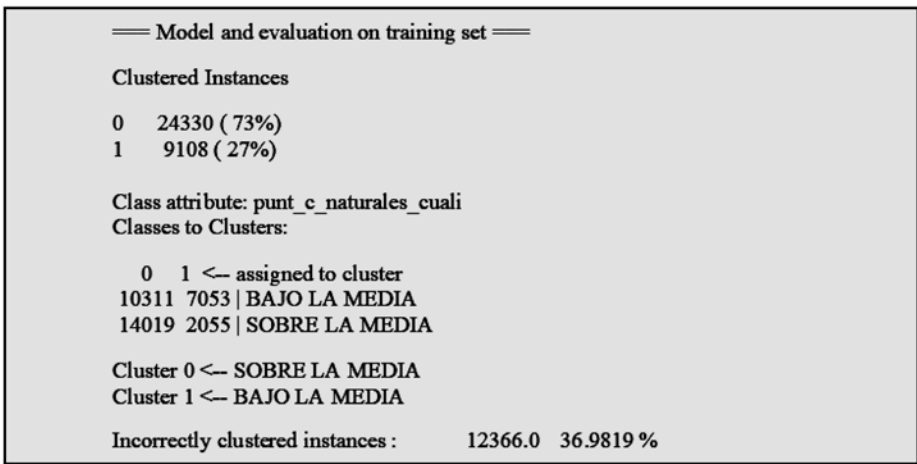 === Model and evaluation on training set ===
Clustered Instances
0 24330 ( 73%)
1 9108 ( 27%)
Class attribute: punt_c_naturales_cuali
Classes to Clusters:
0 1 <-- assigned to cluster
10311 7053 | BAJO LA MEDIA
14019 2055 | SOBRE LA MEDIA
Cluster 0 <-- SOBRE LA MEDIA
Cluster 1 <-- BAJO LA MEDIA
Incorrectly clustered instances : 12366.0 36.9819 %